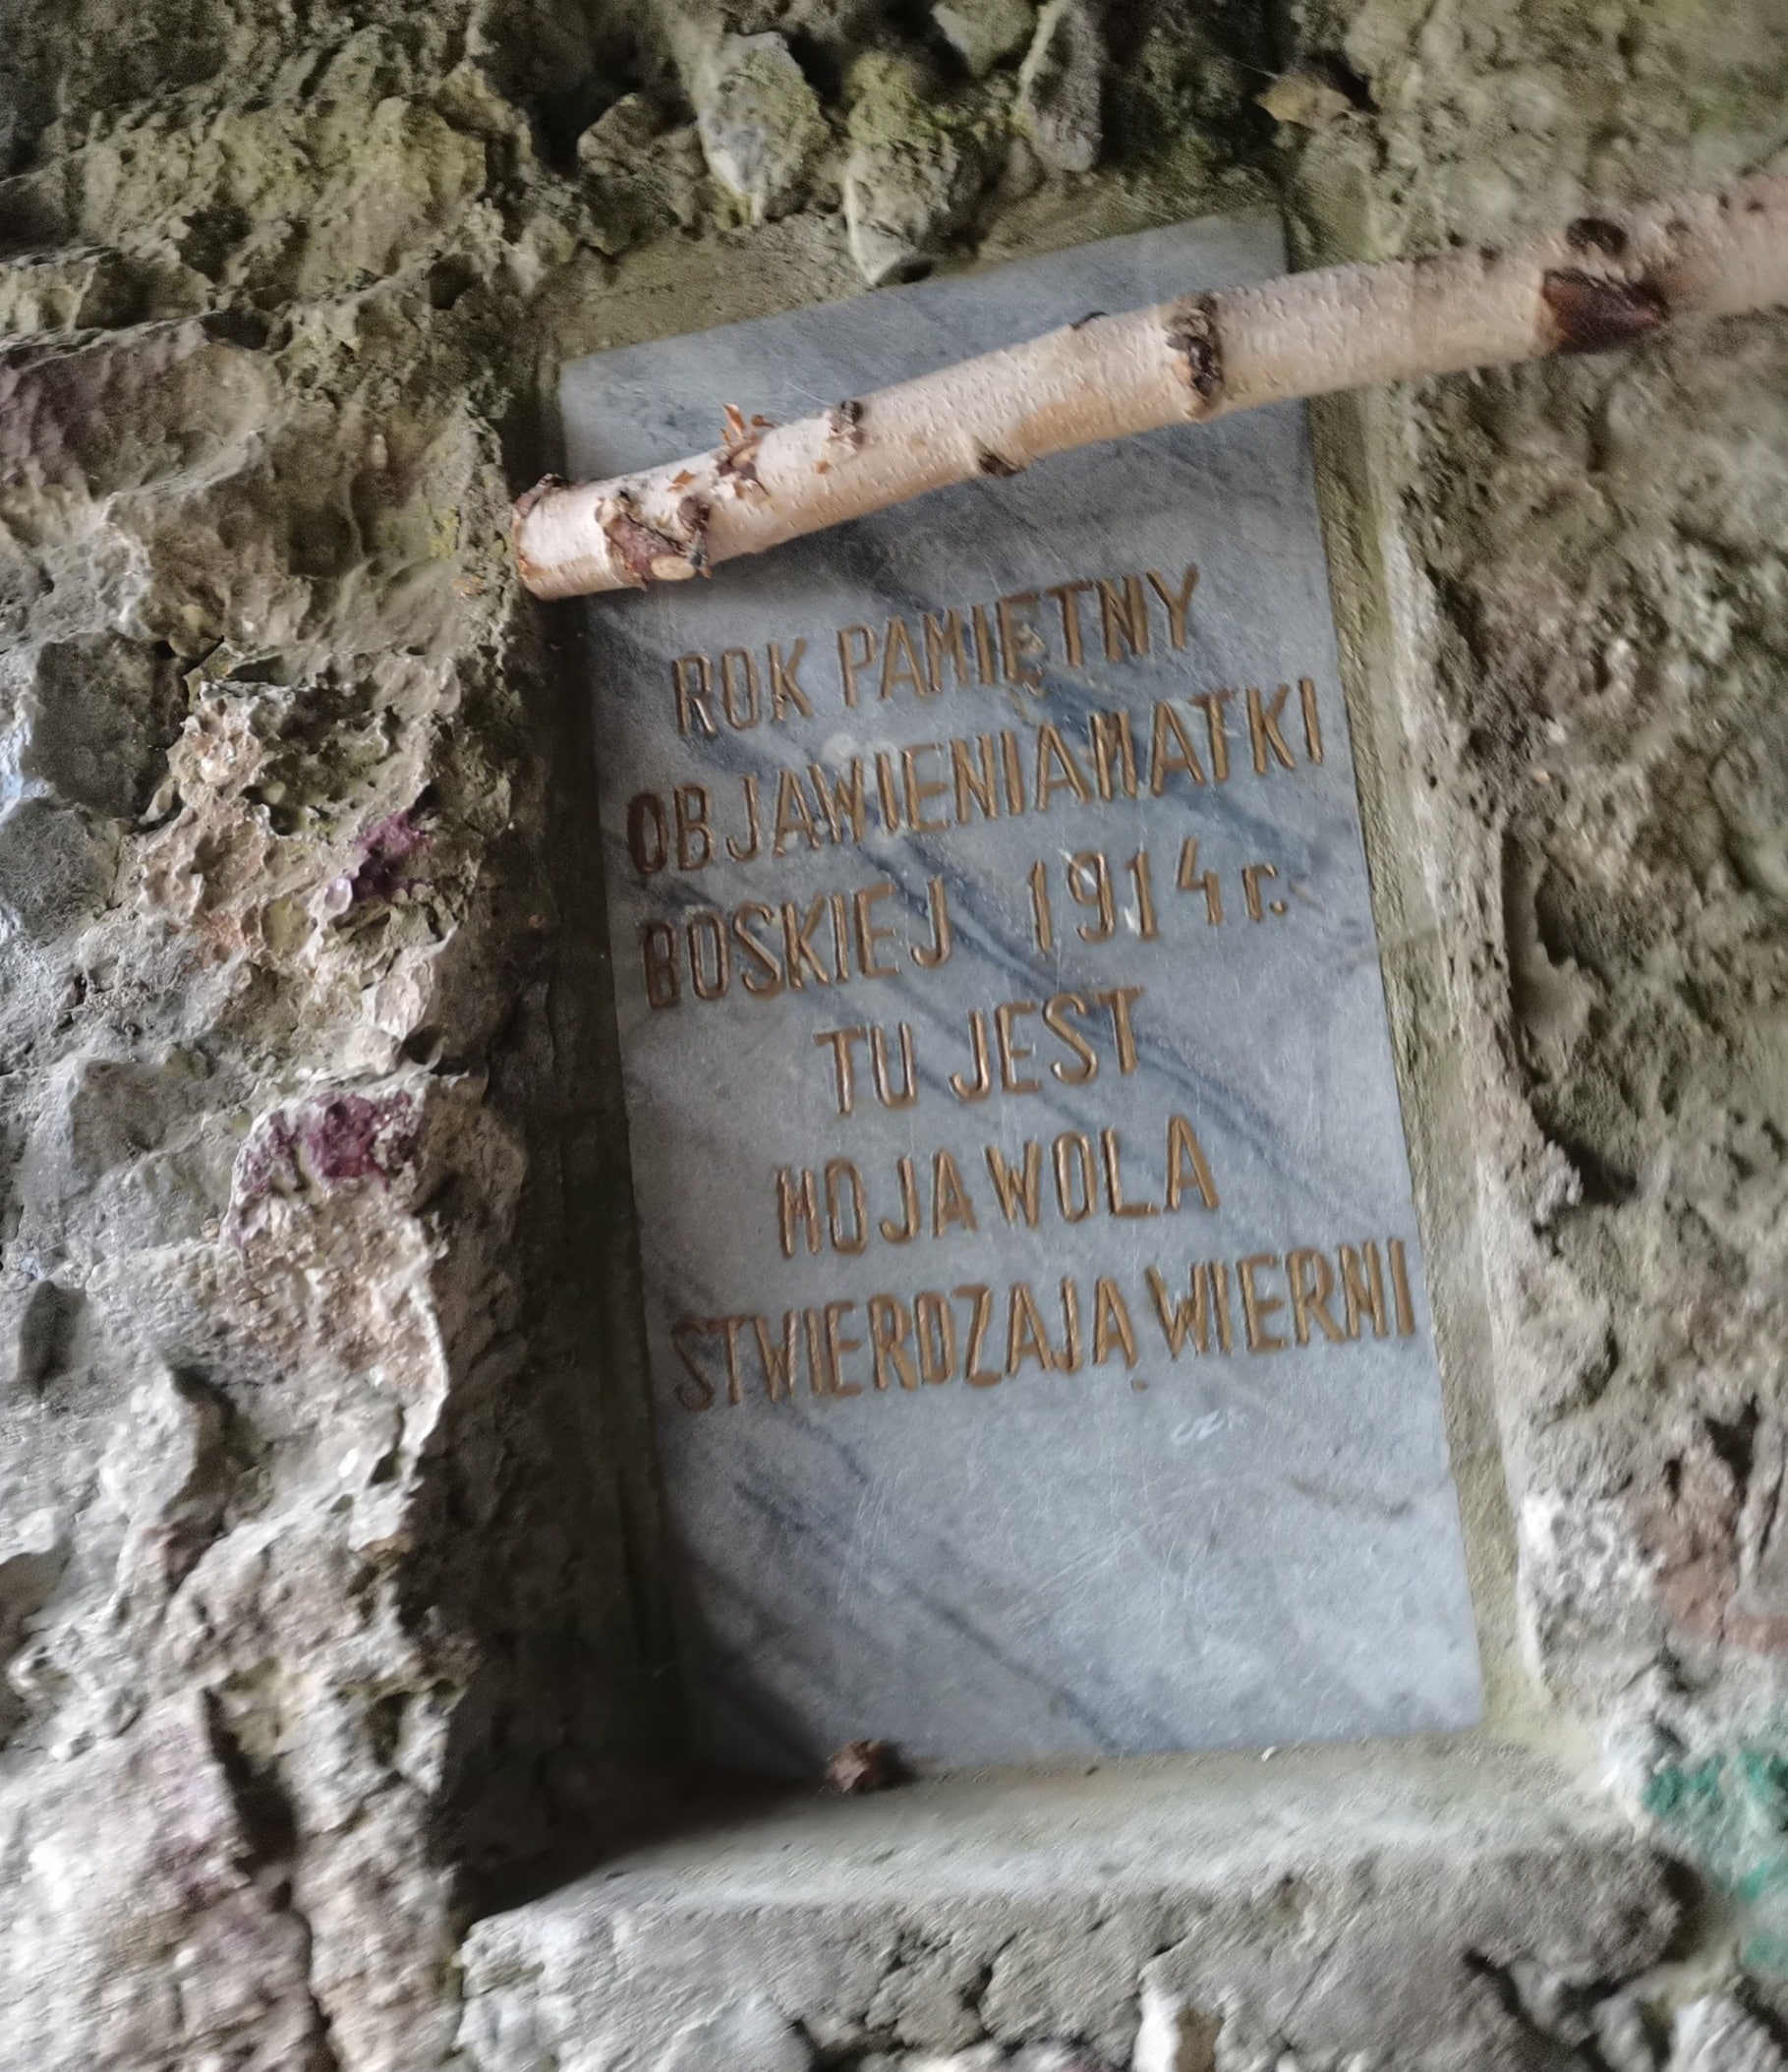 ROK PAMIĘTNY
OBJAWIENIA MATKI
BOSKIEJ 1914 r.
TU JEST
MOJA WOLA
STWIERDZAJĄ WIERNI